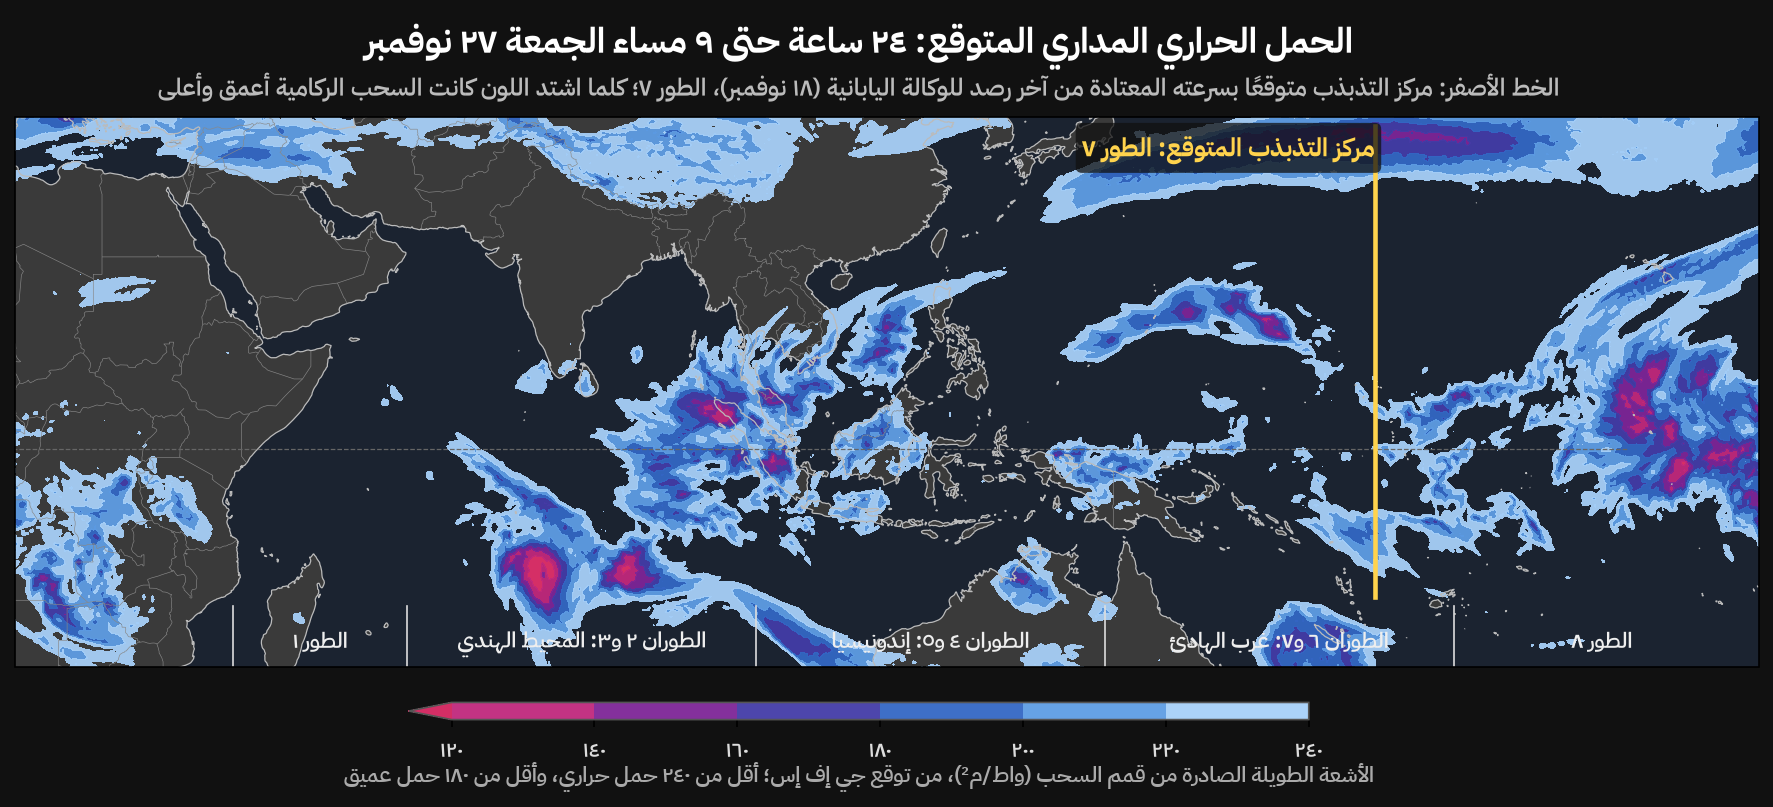 الحمل الحراري المداري المتوقع: ٢٤ ساعة حتى ٩ مساء الجمعة ٢٧ نوفمبر
الخط الأصفر: مركز التذبذب متوقعًا بسرعته المعتادة من آخر رصد للوكالة اليابانية (١٨ نوفمبر)، الطور ٧؛ كلما اشتد اللون كانت السحب الركامية أعمق وأعلى
مركز التذبذب المتوقع: الطور ٧
الطور ١
الطوران ٢ و٣: المحيط الهندي
الطوران ٤ و٥: إندونيسيا
الطوران ٦ و٧: غرب الهادئ
الطور ٨
١٢٠ ١٤٠ ١٦٠ ١٨٠ ٢٠٠ ٢٢٠ ٢٤٠
الأشعة الطويلة الصادرة من قمم السحب (واط/م²)، من توقع جي إف إس؛ أقل من ٢٤٠ حمل حراري، وأقل من ١٨٠ حمل عميق